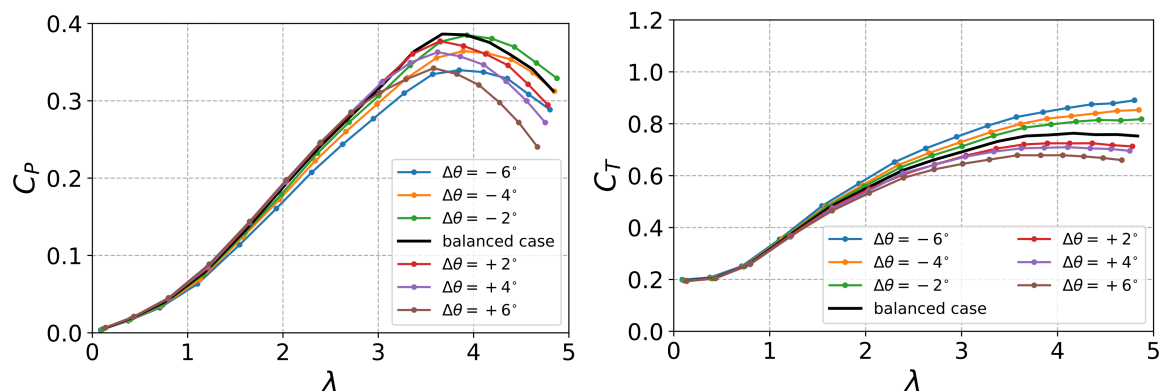 0.4
0.3
0.2
0.1
0.0
C_P
0 1 2 3 4 5
λ
Δθ = −6°
Δθ = −4°
Δθ = −2°
balanced case
Δθ = +2°
Δθ = +4°
Δθ = +6°
1.2
1.0
0.8
0.6
0.4
0.2
0.0
C_T
0 1 2 3 4 5
λ
Δθ = −6° Δθ = +2°
Δθ = −4° Δθ = +4°
Δθ = −2° Δθ = +6°
balanced case